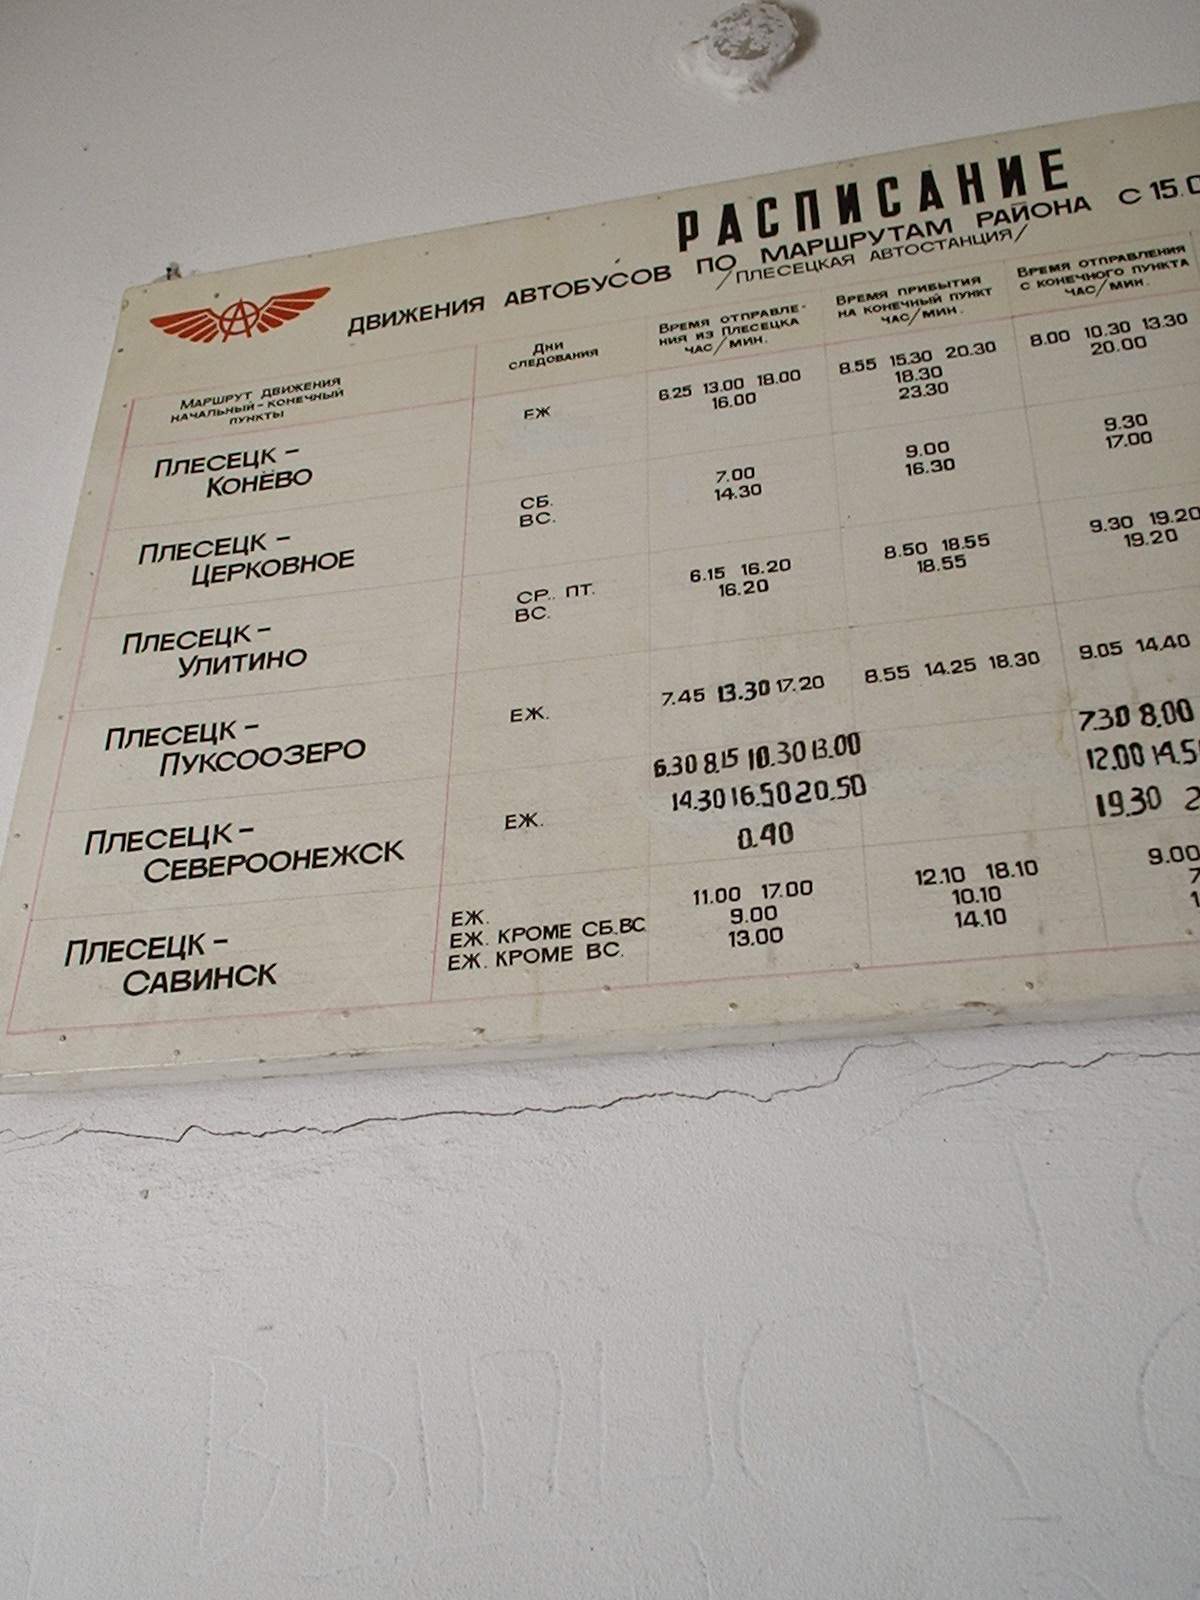 РАСПИСАНИЕ
ДВИЖЕНИЯ АВТОБУСОВ ПО МАРШРУТАМ РАЙОНА С 15.0
/ПЛЕСЕЦКАЯ АВТОСТАНЦИЯ/
МАРШРУТ ДВИЖЕНИЯ
НАЧАЛЬНЫЙ-КОНЕЧНЫЙ
ПУНКТЫ
ДНИ
СЛЕДОВАНИЯ
ВРЕМЯ ОТПРАВЛЕ-
НИЯ ИЗ ПЛЕСЕЦКА
ЧАС/МИН.
ВРЕМЯ ПРИБЫТИЯ
НА КОНЕЧНЫЙ ПУНКТ
ЧАС/МИН.
ВРЕМЯ ОТПРАВЛЕНИЯ
С КОНЕЧНОГО ПУНКТА
ЧАС/МИН.
ПЛЕСЕЦК -
КОНЁВО
ЕЖ
6.25 13.00 18.00
16.00
8.55 15.30 20.30
18.30
23.30
8.00 10.30 13.30
20.00
ПЛЕСЕЦК -
ЦЕРКОВНОЕ
СБ.
ВС.
7.00
14.30
9.00
16.30
9.30
17.00
ПЛЕСЕЦК -
УЛИТИНО
СР.. ПТ.
ВС.
6.15 16.20
16.20
8.50 18.55
18.55
9.30 19.20
19.20
ПЛЕСЕЦК -
ПУКСООЗЕРО
ЕЖ.
7.45 13.30 17.20
8.55 14.25 18.30
9.05 14.40
ПЛЕСЕЦК -
СЕВЕРООНЕЖСК
ЕЖ.
6.30 8.15 10.30 13.00
14.30 16.50 20.50
0.40
7.30 8.00
12.00 14.5
19.30 2
ПЛЕСЕЦК -
САВИНСК
ЕЖ.
ЕЖ. КРОМЕ СБ.ВС
ЕЖ. КРОМЕ ВС.
11.00 17.00
9.00
13.00
12.10 18.10
10.10
14.10
9.00
7
1
ВЫПУСК